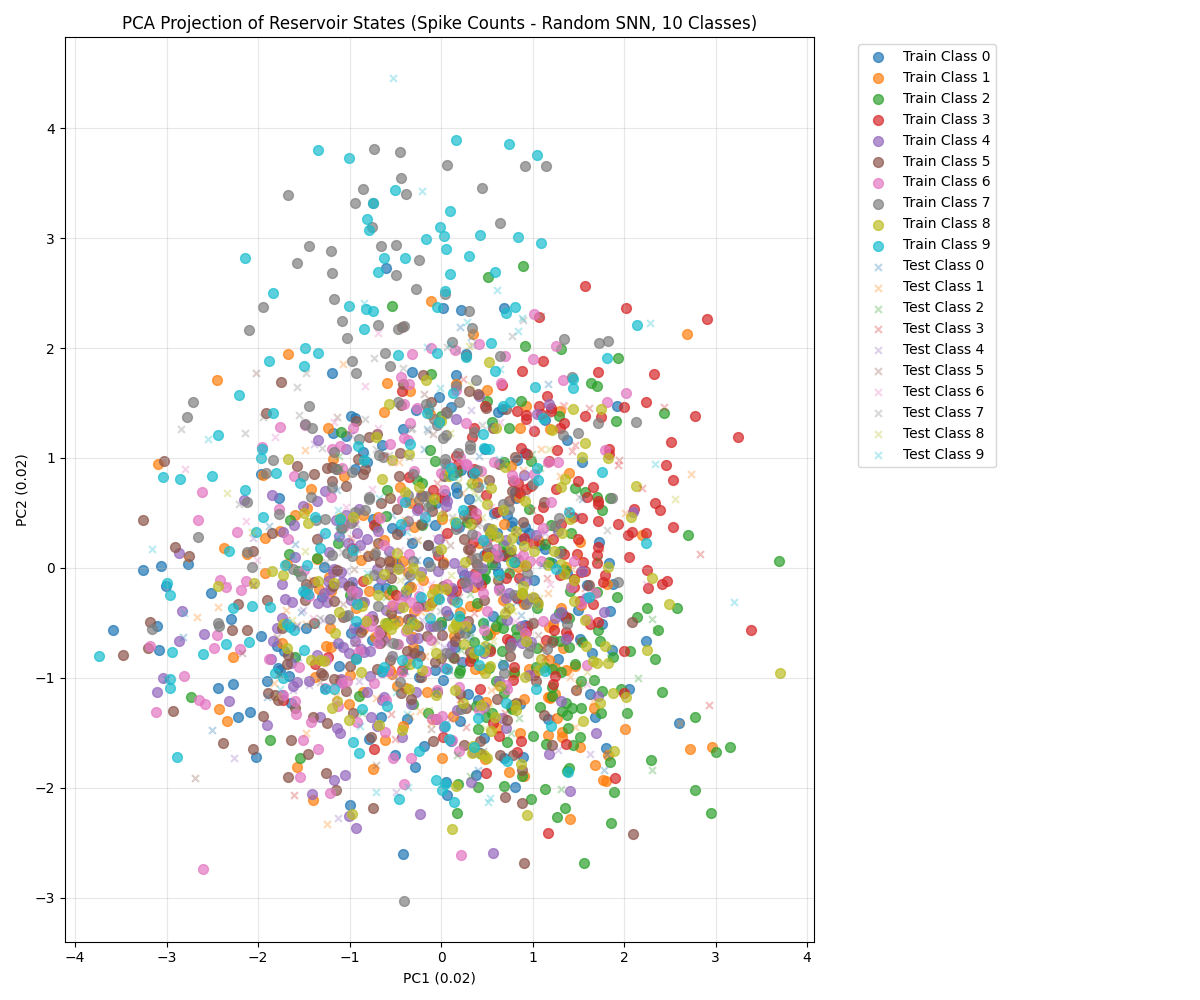 PCA Projection of Reservoir States (Spike Counts - Random SNN, 10 Classes)
Train Class 0
Train Class 1
Train Class 2
Train Class 3
Train Class 4
Train Class 5
Train Class 6
Train Class 7
Train Class 8
Train Class 9
Test Class 0
Test Class 1
Test Class 2
Test Class 3
Test Class 4
Test Class 5
Test Class 6
Test Class 7
Test Class 8
Test Class 9
PC2 (0.02)
4
3
2
1
0
−1
−2
−3
−4 −3 −2 −1 0 1 2 3 4
PC1 (0.02)